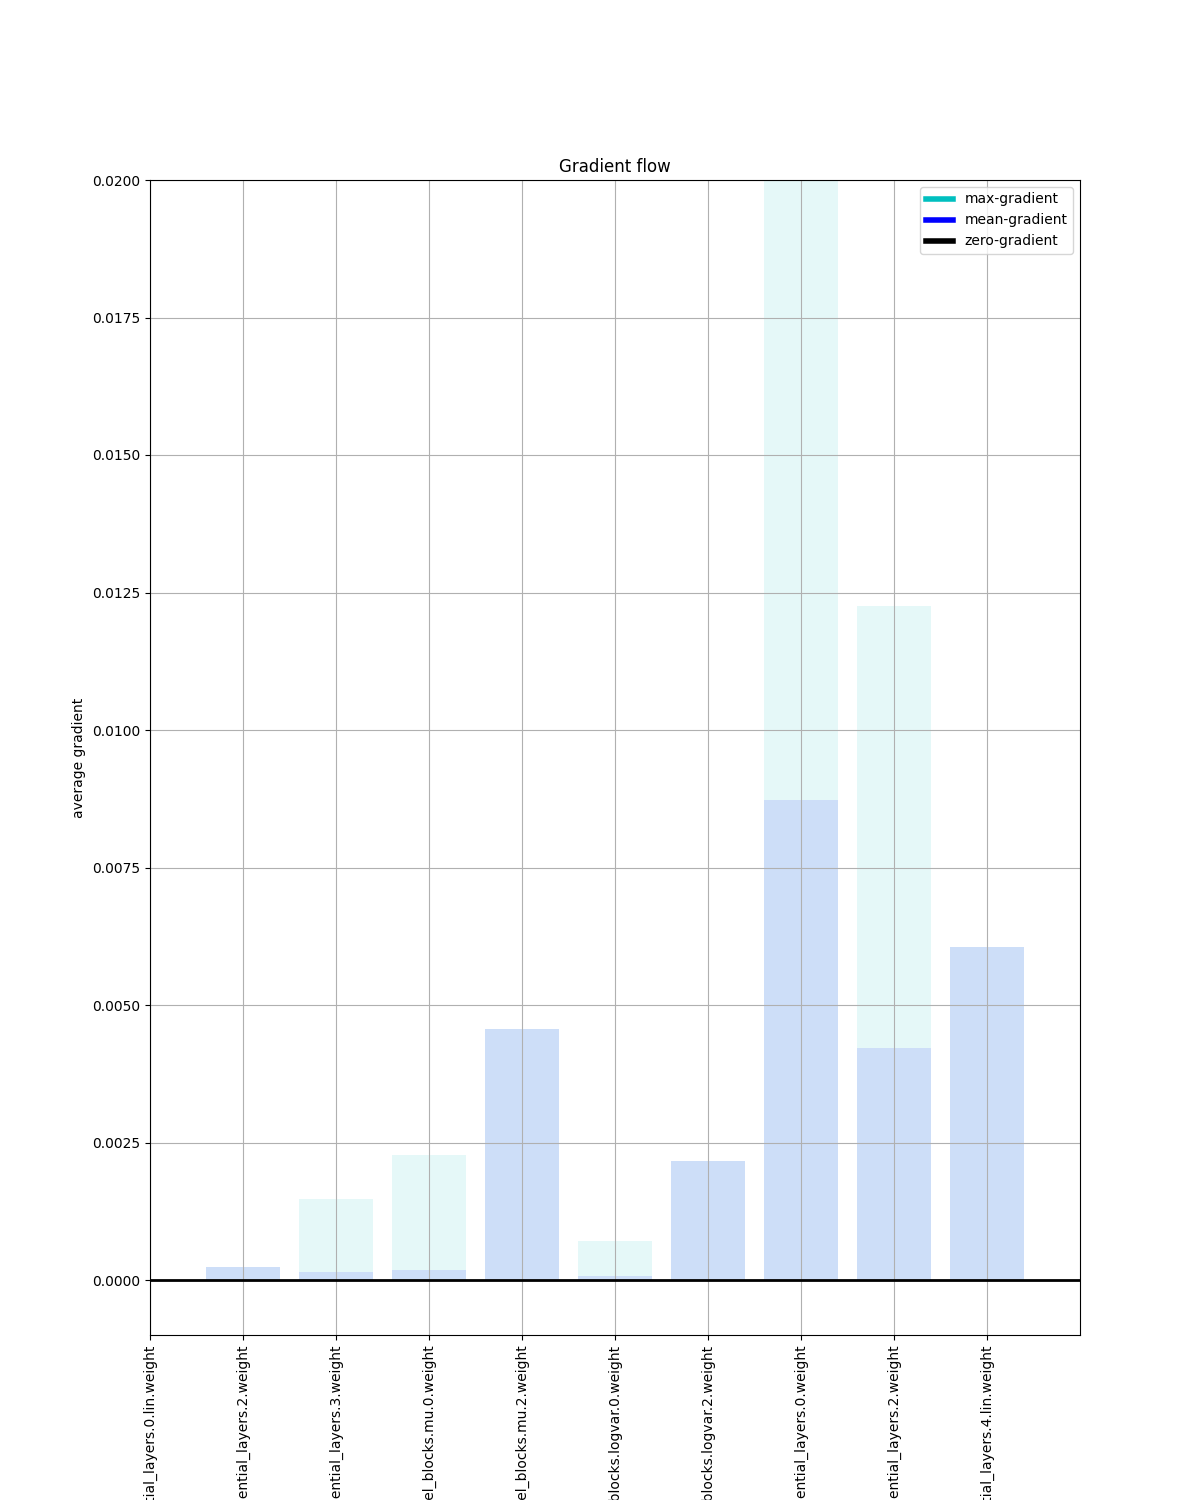 Gradient flow
max-gradient
mean-gradient
zero-gradient
0.0200
0.0175
0.0150
0.0125
0.0100
0.0075
0.0050
0.0025
0.0000
average gradient
tial_layers.0.lin.weight
ential_layers.2.weight
ential_layers.3.weight
el_blocks.mu.0.weight
el_blocks.mu.2.weight
blocks.logvar.0.weight
blocks.logvar.2.weight
ential_layers.0.weight
ential_layers.2.weight
tial_layers.4.lin.weight